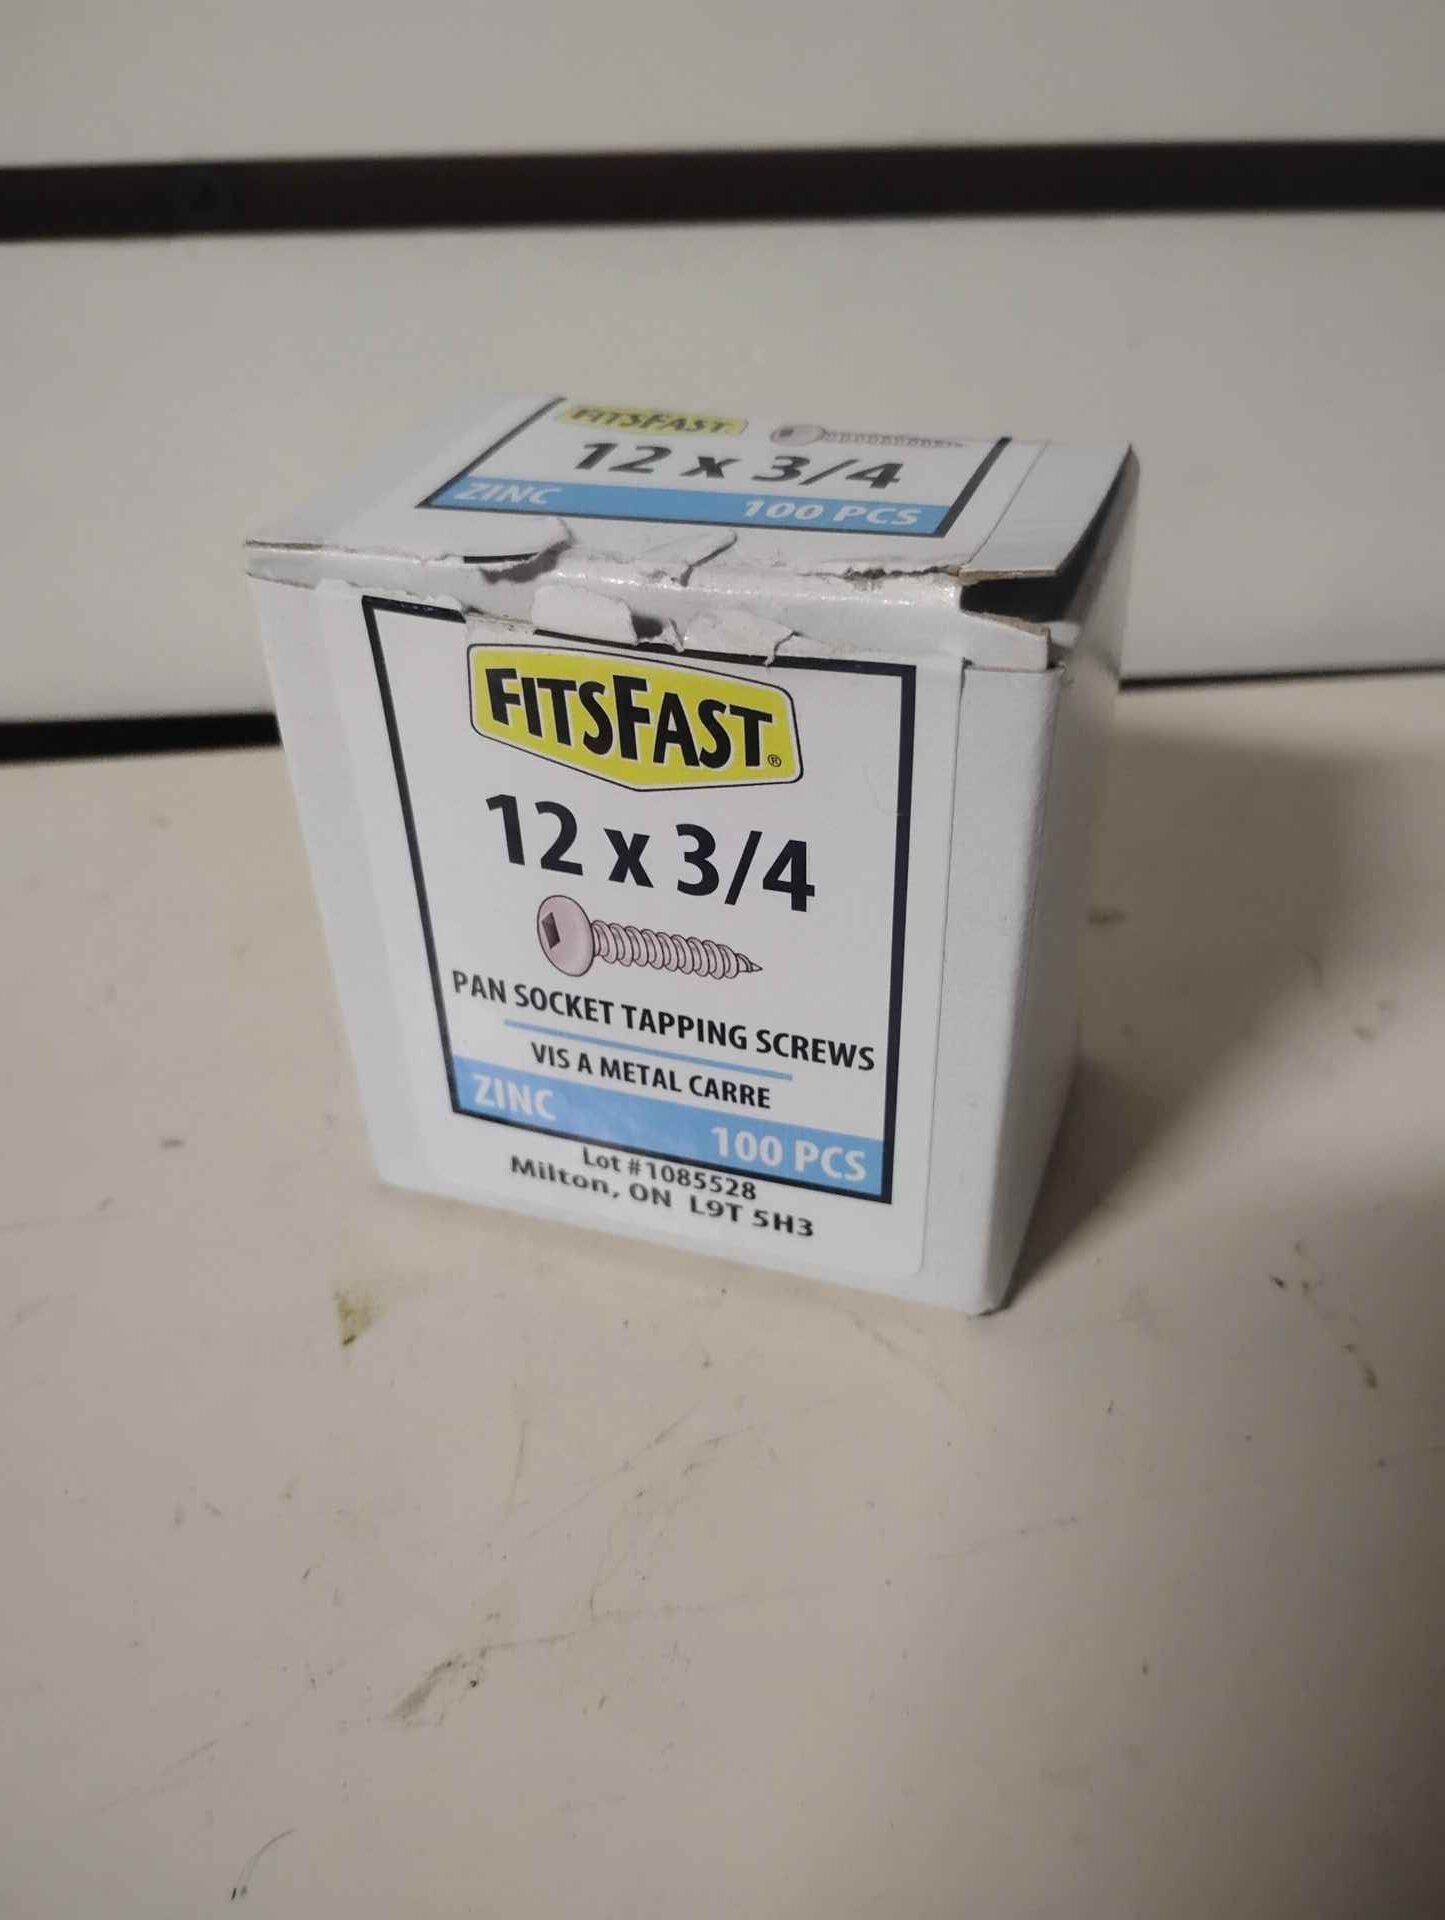 FITSFAST
12 x 3/4
ZINC 100 PCS
FITSFAST®
12 x 3/4
PAN SOCKET TAPPING SCREWS
VIS A METAL CARRE
ZINC 100 PCS
Lot #1085528
Milton, ON L9T 5H3